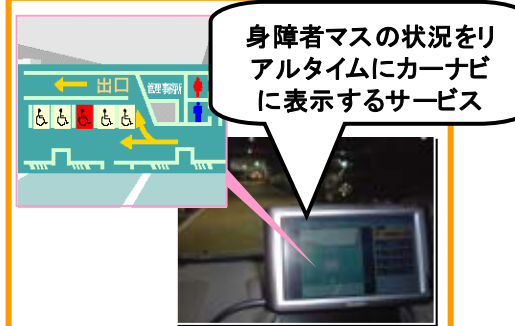 身障者マスの状況をリ
アルタイムにカーナビ
に表示するサービス
出口
管理事務所